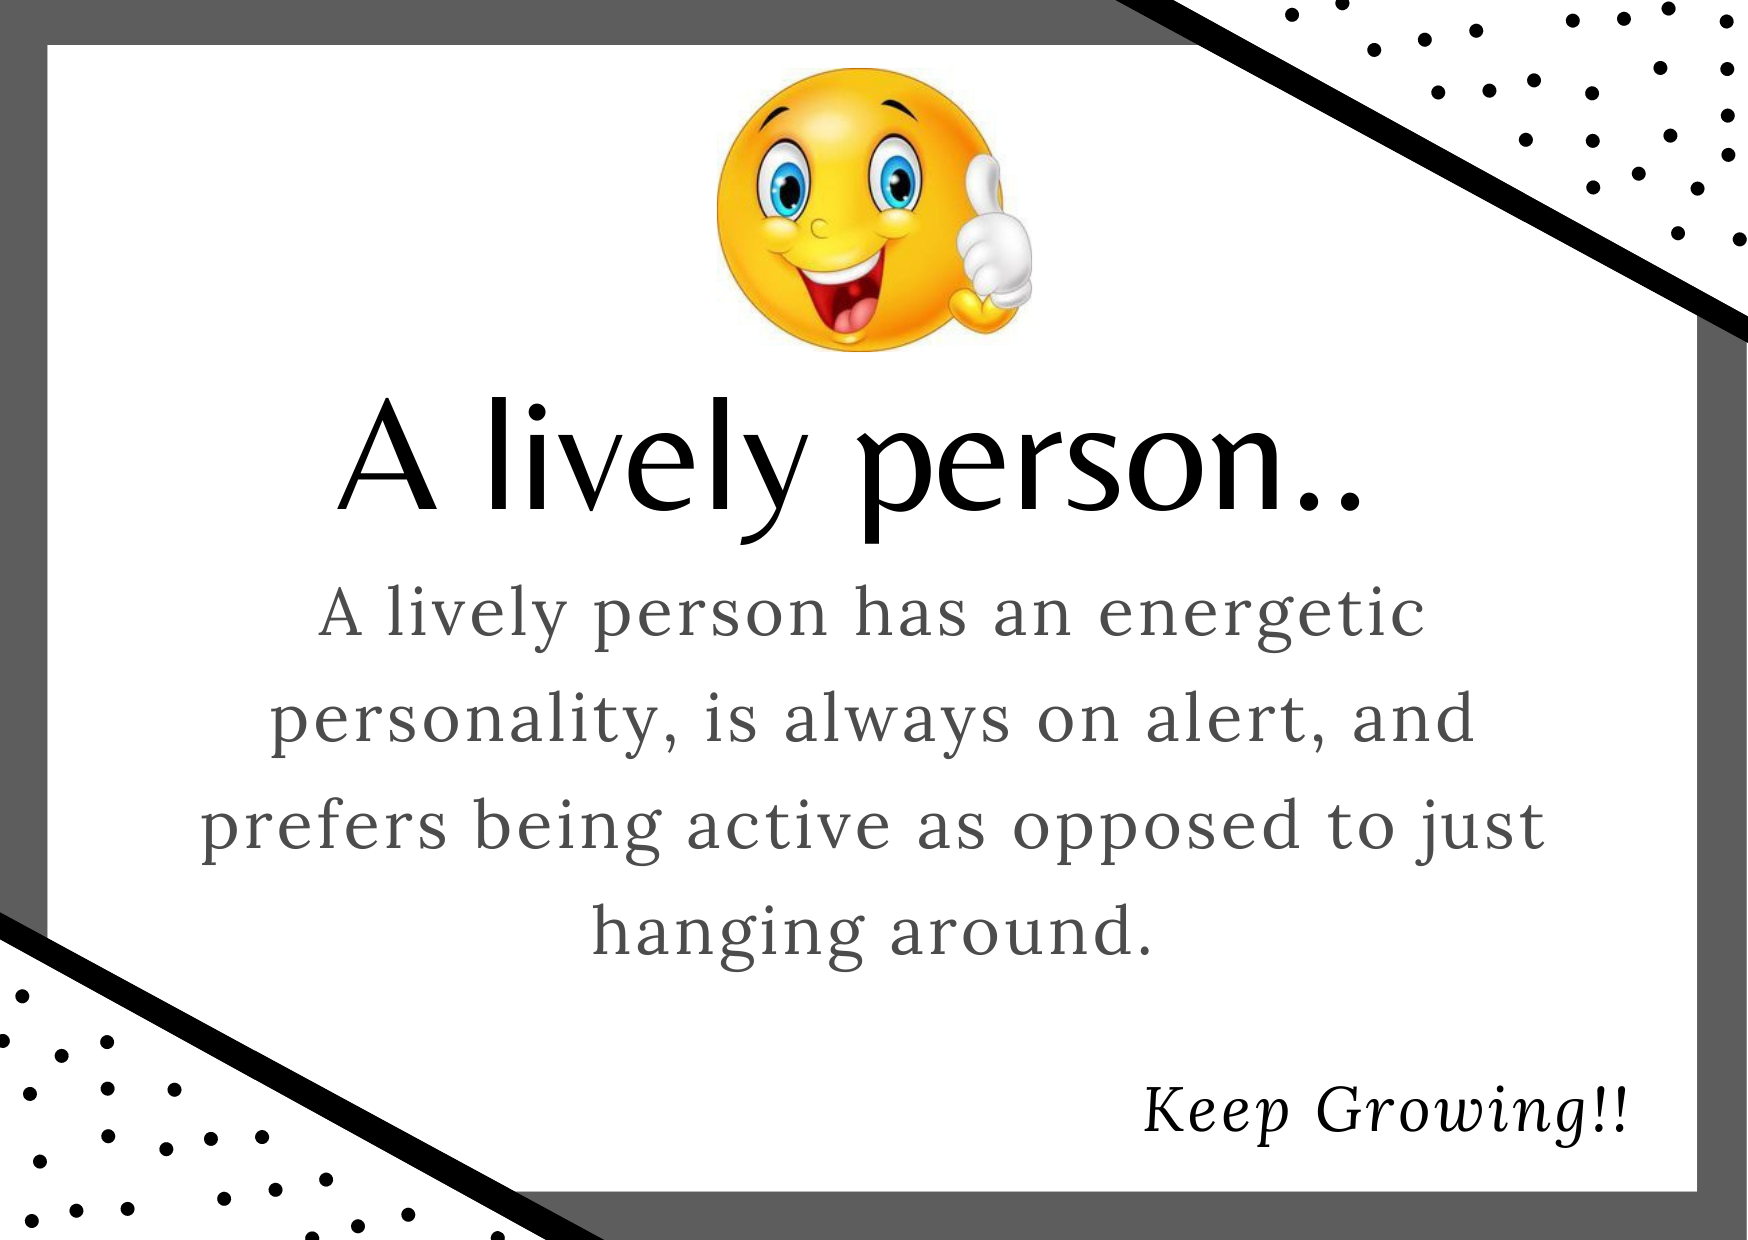 A lively person..
A lively person has an energetic
personality, is always on alert, and
prefers being active as opposed to just
hanging around.
Keep Growing!!